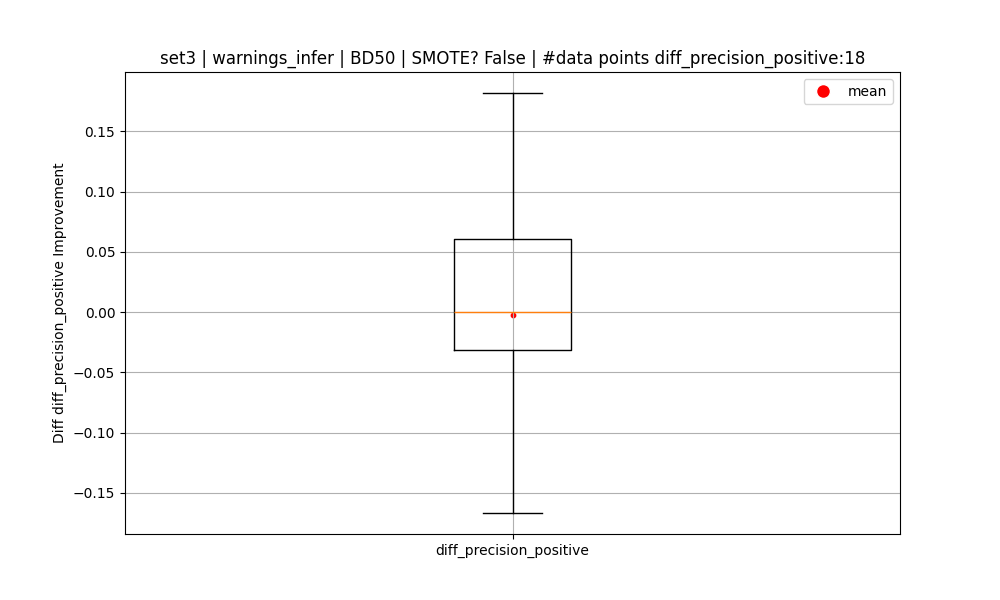 set3 | warnings_infer | BD50 | SMOTE? False | #data points diff_precision_positive:18
mean
Diff diff_precision_positive Improvement
0.15
0.10
0.05
0.00
−0.05
−0.10
−0.15
diff_precision_positive